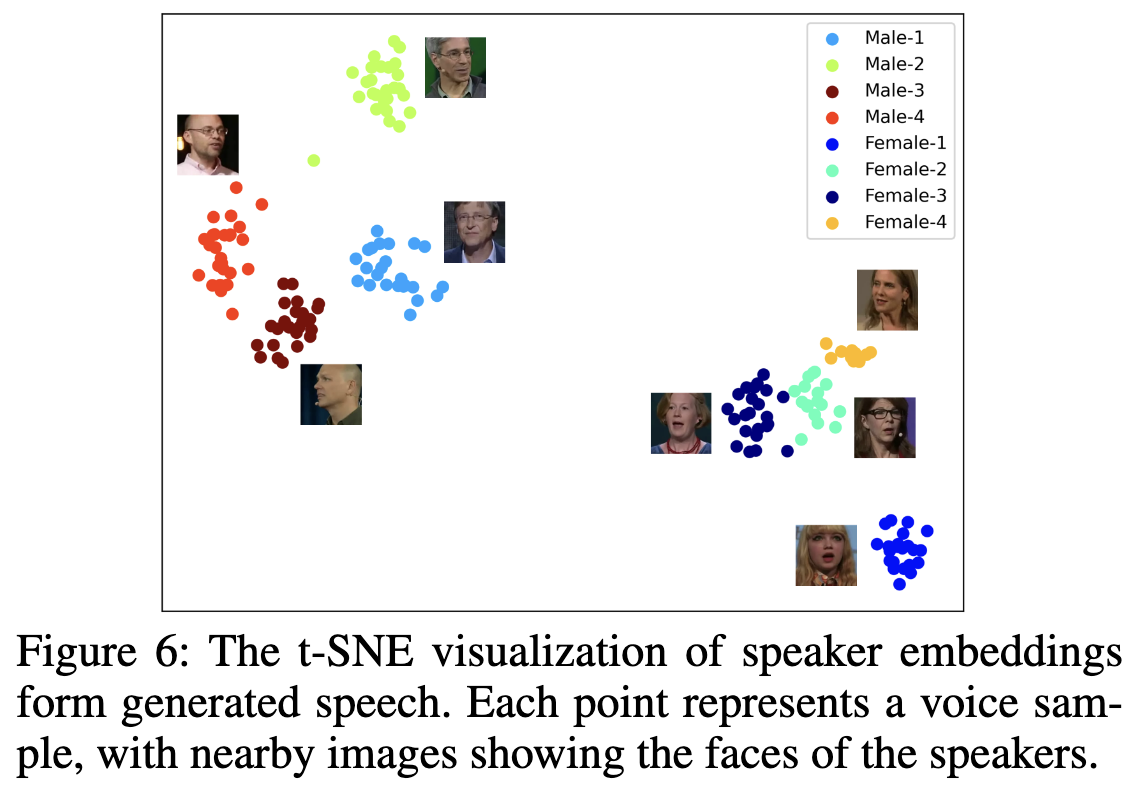 Male-1
Male-2
Male-3
Male-4
Female-1
Female-2
Female-3
Female-4
Figure 6: The t-SNE visualization of speaker embeddings
form generated speech. Each point represents a voice sam-
ple, with nearby images showing the faces of the speakers.